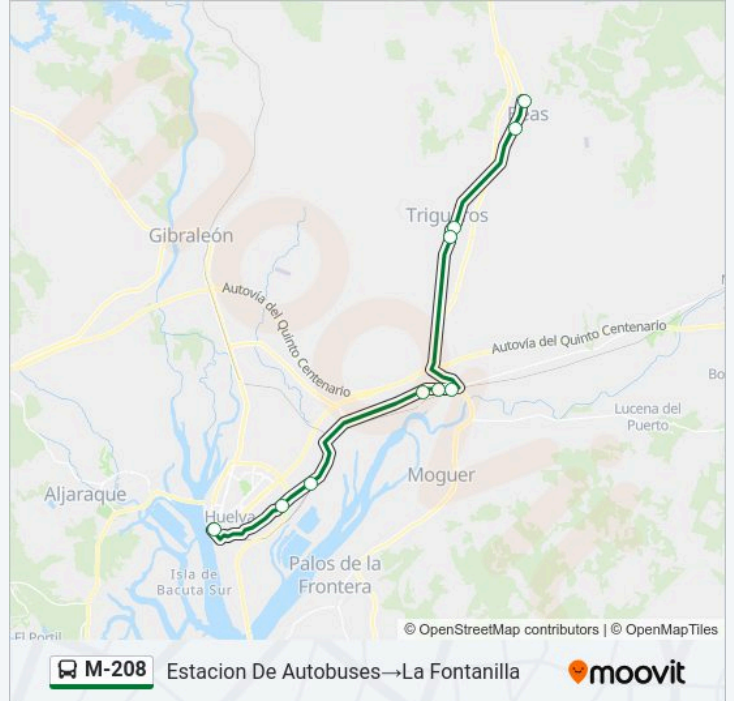 Beas
Trigueros
Gibraleón
Autovía del Quinto Centenario
Autovía del Quinto Centenario
Bo
Lucena del
Puerto
Moguer
Aljaraque
Huelva
Palos de la
Frontera
Isla de
Bacuta Sur
El Portil
© OpenStreetMap contributors | © OpenMapTiles
M-208 Estacion De Autobuses→La Fontanilla moovit